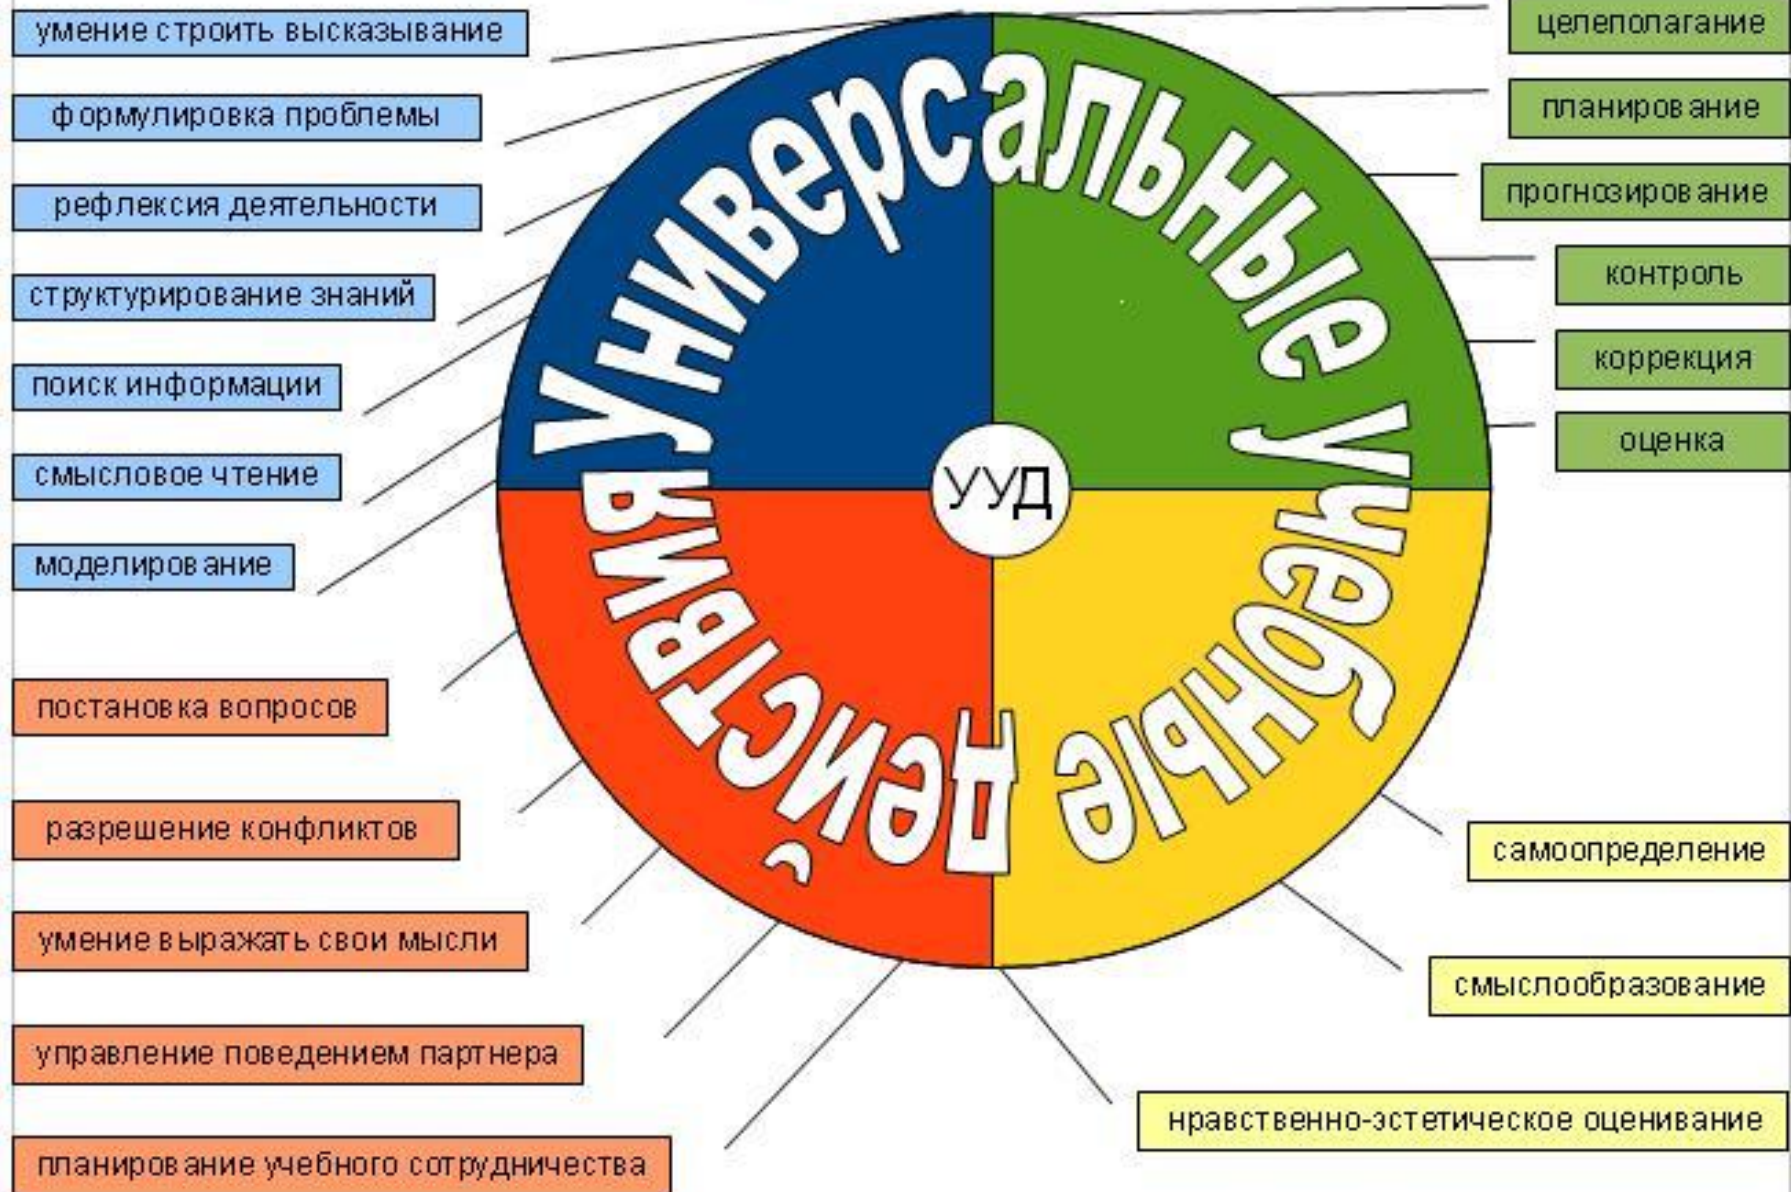 умение строить высказывание
формулировка проблемы
рефлексия деятельности
структурирование знаний
поиск информации
смысловое чтение
моделирование
постановка вопросов
разрешение конфликтов
умение выражать свои мысли
управление поведением партнера
планирование учебного сотрудничества
Универсальные учебные действия
УУД
целеполагание
планирование
прогнозирование
контроль
коррекция
оценка
самоопределение
смыслообразование
нравственно-эстетическое оценивание